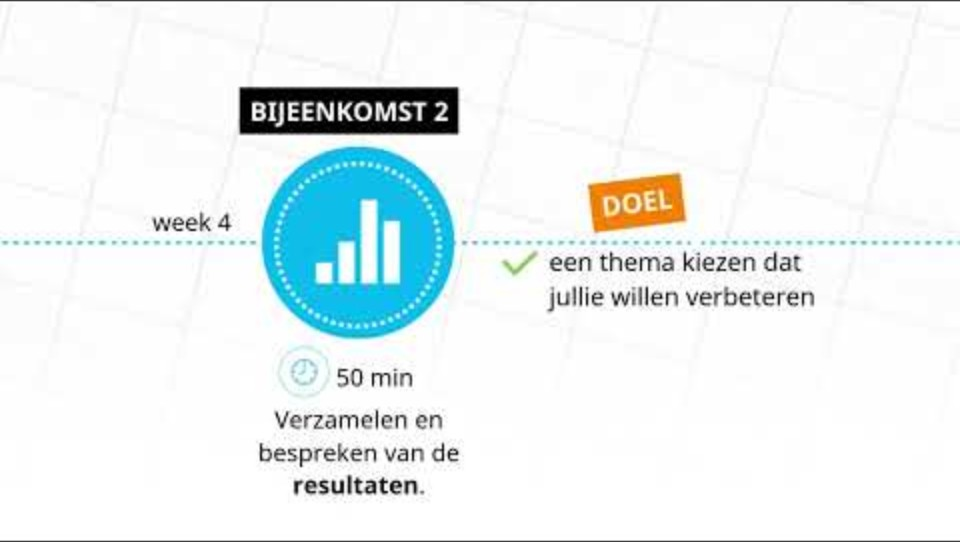 BIJEENKOMST 2
week 4
DOEL
een thema kiezen dat
jullie willen verbeteren
50 min
Verzamelen en
bespreken van de
resultaten.